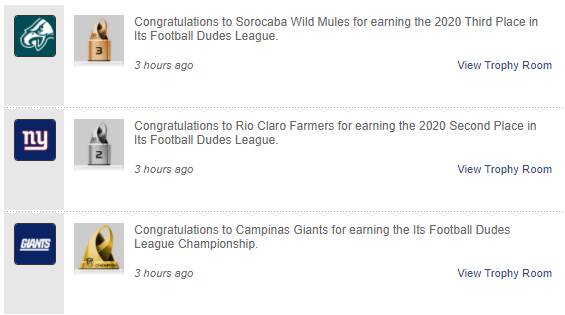 Congratulations to Sorocaba Wild Mules for earning the 2020 Third Place in
Its Football Dudes League.
3
3 hours ago
View Trophy Room
ny
Congratulations to Rio Claro Farmers for earning the 2020 Second Place in
Its Football Dudes League.
2
3 hours ago
View Trophy Room
GIANTS
Congratulations to Campinas Giants for earning the Its Football Dudes
League Championship.
3 hours ago
View Trophy Room